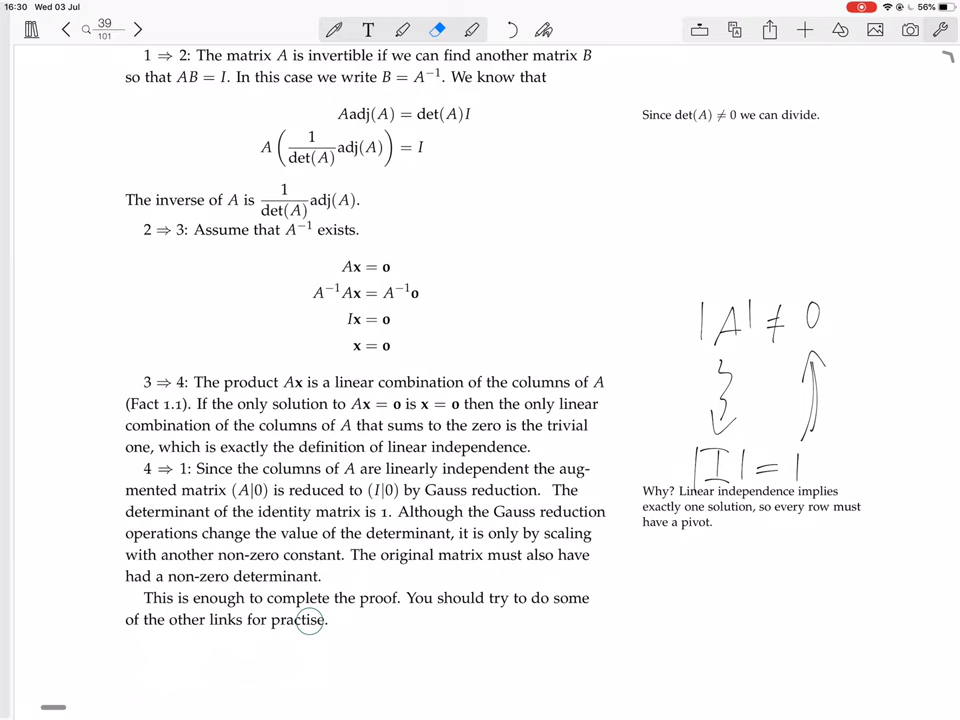 16:30 Wed 03 Jul
56%
39
101
T
1 ⇒ 2: The matrix A is invertible if we can find another matrix B
so that AB = I. In this case we write B = A⁻¹. We know that
Aadj(A) = det(A)I
Since det(A) ≠ 0 we can divide.
A ( 1/det(A) adj(A) ) = I
The inverse of A is 1/det(A) adj(A).
2 ⇒ 3: Assume that A⁻¹ exists.
Ax = 0
A⁻¹Ax = A⁻¹0
Ix = 0
x = 0
3 ⇒ 4: The product Ax is a linear combination of the columns of A
(Fact 1.1). If the only solution to Ax = 0 is x = 0 then the only linear
combination of the columns of A that sums to the zero is the trivial
one, which is exactly the definition of linear independence.
4 ⇒ 1: Since the columns of A are linearly independent the aug-
mented matrix (A|0) is reduced to (I|0) by Gauss reduction. The
determinant of the identity matrix is 1. Although the Gauss reduction
operations change the value of the determinant, it is only by scaling
with another non-zero constant. The original matrix must also have
had a non-zero determinant.
This is enough to complete the proof. You should try to do some
of the other links for practise.
|A| ≠ 0
|I| = 1
Why? Linear independence implies
exactly one solution, so every row must
have a pivot.